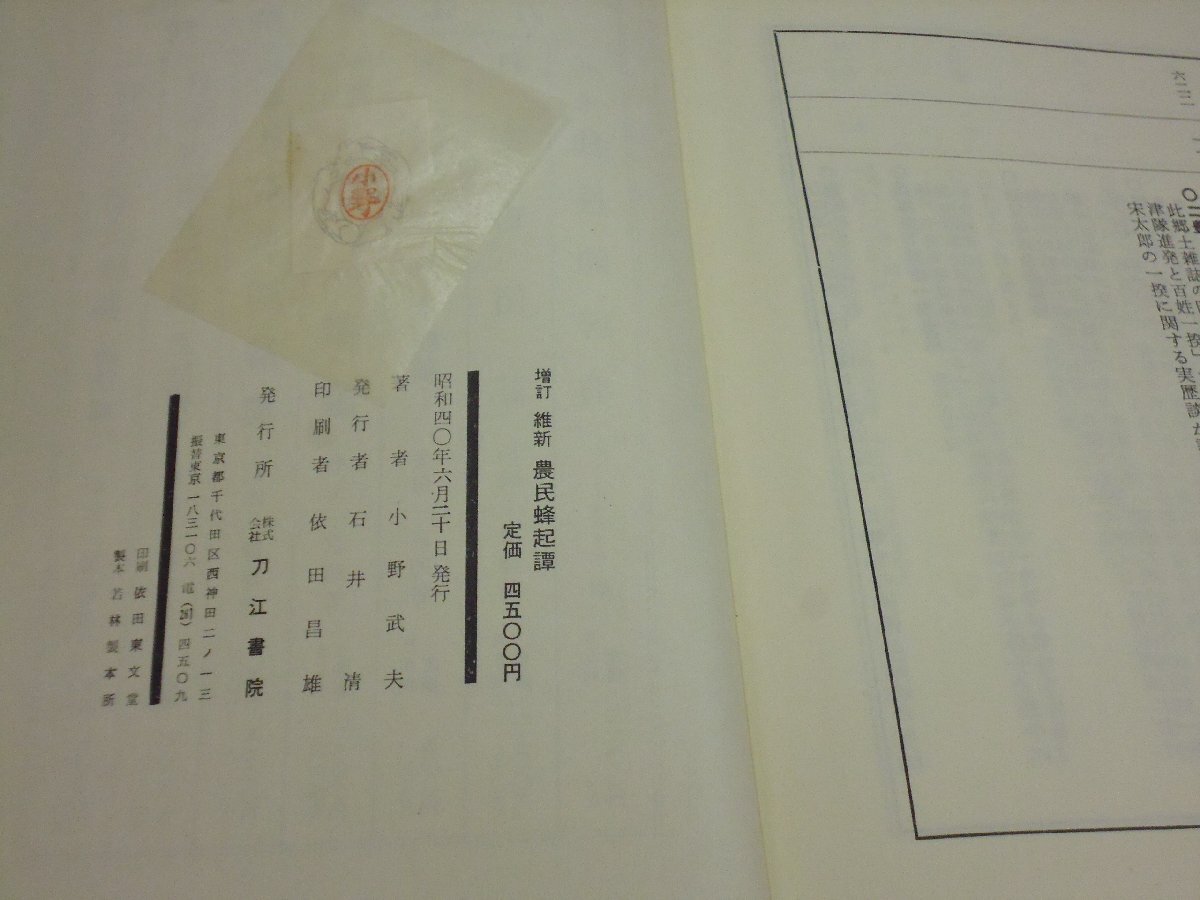 六二二
此郷土雑誌の
津隊進発と百姓一揆」
宋太郎の一揆に関する実歴談
小野
増訂 維新 農民蜂起譚
定価 四五〇〇円
昭和四〇年六月二十日 発行
著者 小野武夫
発行者 石井清
印刷者 依田昌雄
発行所 株式会社 刀江書院
東京都千代田区西神田二ノ一三
振替東京一八三一〇六 電(291)四五〇九
印刷 依田東文堂
製本 若林製本所